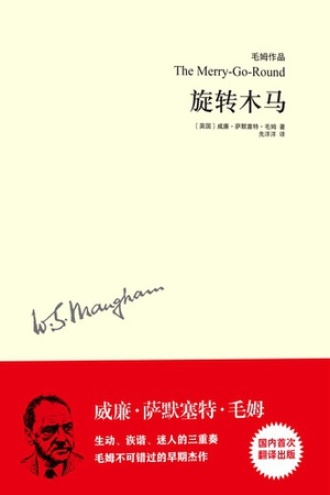 毛姆作品
The Merry-Go-Round
旋转木马
［英国］威廉·萨默塞特·毛姆 著
先洋洋 译
W. S. Maugham
威廉·萨默塞特·毛姆
生动、诙谐、迷人的三重奏
毛姆不可错过的早期杰作
国内首次
翻译出版